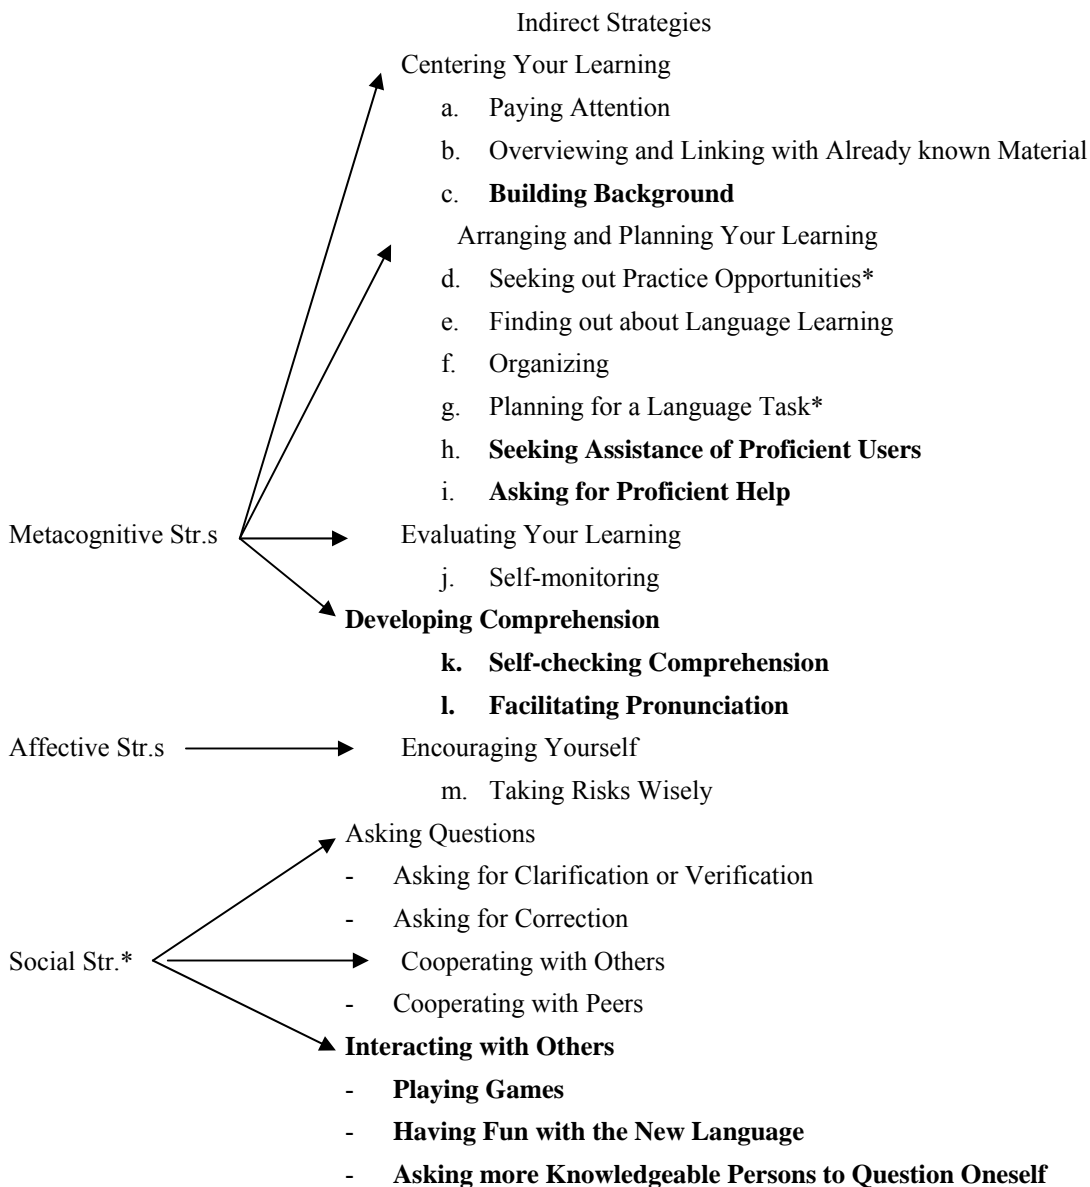 Indirect Strategies
Centering Your Learning
a. Paying Attention
b. Overviewing and Linking with Already known Material
c. Building Background
Arranging and Planning Your Learning
d. Seeking out Practice Opportunities*
e. Finding out about Language Learning
f. Organizing
g. Planning for a Language Task*
h. Seeking Assistance of Proficient Users
i. Asking for Proficient Help
Metacognitive Str.s Evaluating Your Learning
j. Self-monitoring
Developing Comprehension
k. Self-checking Comprehension
l. Facilitating Pronunciation
Affective Str.s Encouraging Yourself
m. Taking Risks Wisely
Asking Questions
- Asking for Clarification or Verification
- Asking for Correction
Social Str.* Cooperating with Others
- Cooperating with Peers
Interacting with Others
- Playing Games
- Having Fun with the New Language
- Asking more Knowledgeable Persons to Question Oneself